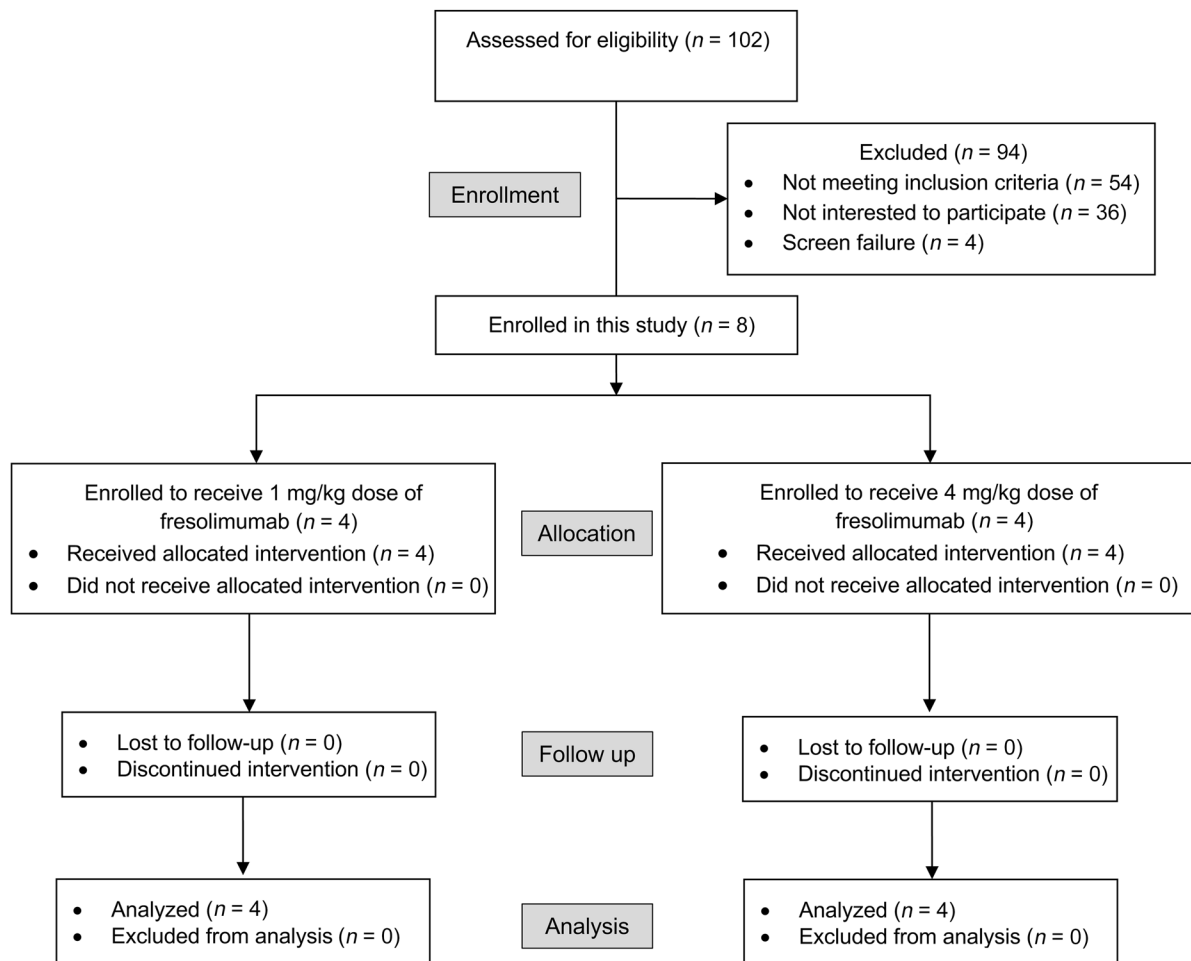 Assessed for eligibility (n = 102)
Enrollment
Excluded (n = 94)
• Not meeting inclusion criteria (n = 54)
• Not interested to participate (n = 36)
• Screen failure (n = 4)
Enrolled in this study (n = 8)
Enrolled to receive 1 mg/kg dose of
fresolimumab (n = 4)
• Received allocated intervention (n = 4)
• Did not receive allocated intervention (n = 0)
Allocation
Enrolled to receive 4 mg/kg dose of
fresolimumab (n = 4)
• Received allocated intervention (n = 4)
• Did not receive allocated intervention (n = 0)
• Lost to follow-up (n = 0)
• Discontinued intervention (n = 0)
Follow up
• Lost to follow-up (n = 0)
• Discontinued intervention (n = 0)
• Analyzed (n = 4)
• Excluded from analysis (n = 0)
Analysis
• Analyzed (n = 4)
• Excluded from analysis (n = 0)